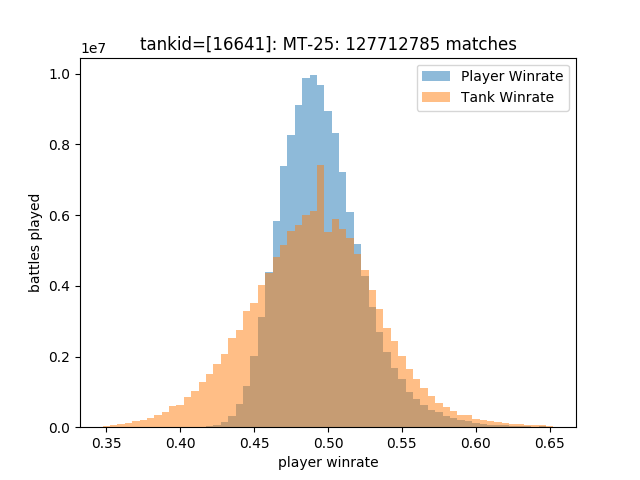 tankid=[16641]: MT-25: 127712785 matches
1e7
Player Winrate
Tank Winrate
1.0
0.8
0.6
0.4
0.2
0.0
battles played
0.35 0.40 0.45 0.50 0.55 0.60 0.65
player winrate